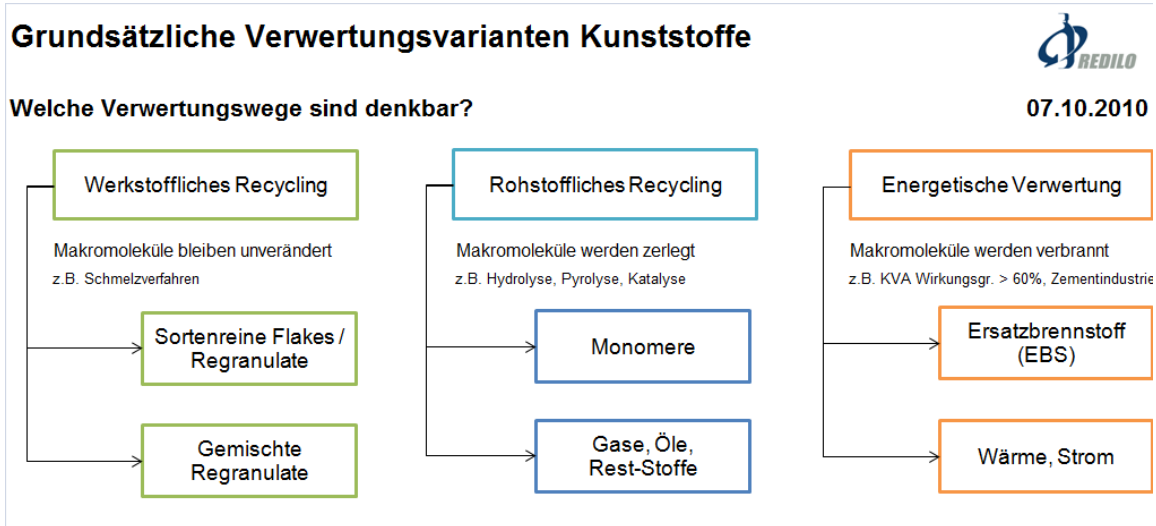 Grundsätzliche Verwertungsvarianten Kunststoffe
REDILO
Welche Verwertungswege sind denkbar?
07.10.2010
Werkstoffliches Recycling
Makromoleküle bleiben unverändert
z.B. Schmelzverfahren
Sortenreine Flakes /
Regranulate
Gemischte
Regranulate
Rohstoffliches Recycling
Makromoleküle werden zerlegt
z.B. Hydrolyse, Pyrolyse, Katalyse
Monomere
Gase, Öle,
Rest-Stoffe
Energetische Verwertung
Makromoleküle werden verbrannt
z.B. KVA Wirkungsgr. > 60%, Zementindustrie
Ersatzbrennstoff
(EBS)
Wärme, Strom